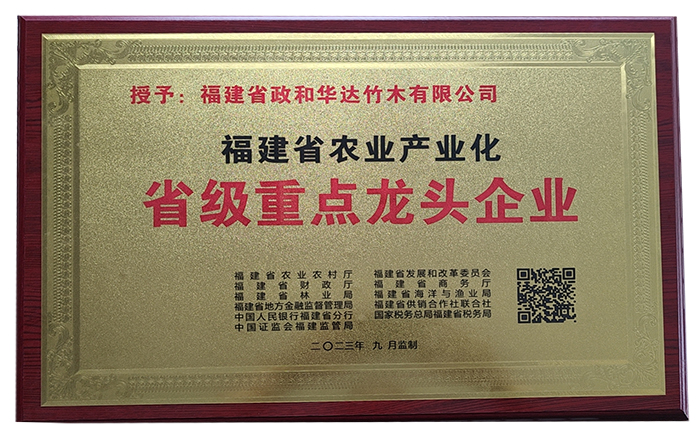 授予：福建省政和华达竹木有限公司
福建省农业产业化
省级重点龙头企业
福建省农业农村厅 福建省发展和改革委员会
福建省财政厅 福建省商务厅
福建省林业局 福建省海洋与渔业局
福建省地方金融监督管理局 福建省供销合作社联合社
中国人民银行福建省分行 国家税务总局福建省税务局
中国证监会福建监管局
二〇二三年 九月监制